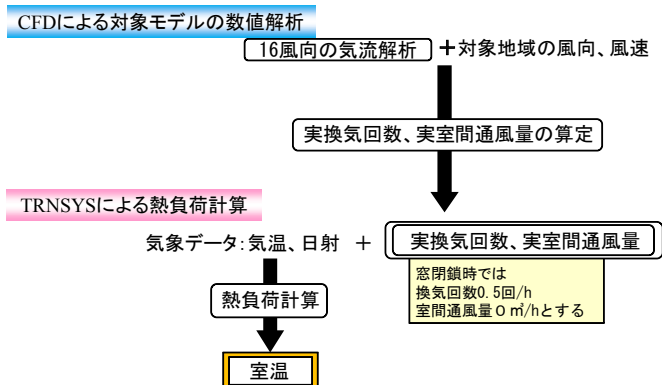 CFDによる対象モデルの数値解析
16風向の気流解析 ＋対象地域の風向、風速
実換気回数、実室間通風量の算定
TRNSYSによる熱負荷計算
気象データ：気温、日射 ＋ 実換気回数、実室間通風量
窓閉鎖時では
換気回数0.5回/h
室間通風量０㎥/hとする
熱負荷計算
室温